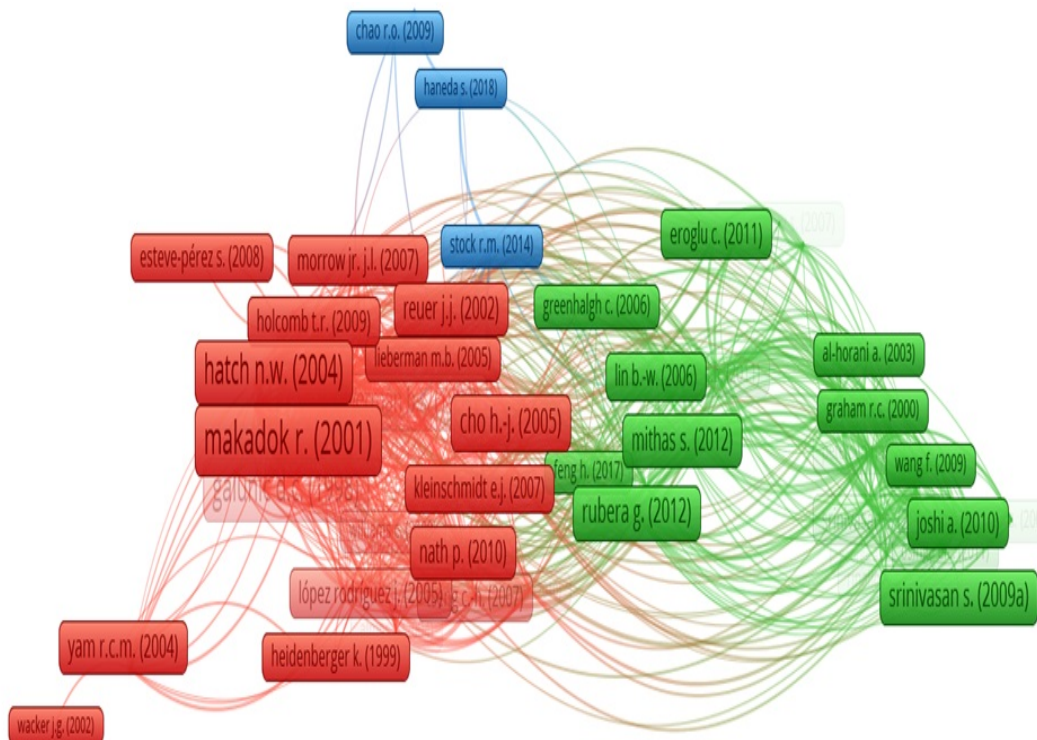 chao r.o. (2009)
haneda s. (2018)
eroglu c. (2011)
stock r.m. (2014)
esteve-pérez s. (2008)
morrow jr. j.l. (2007)
greenhalgh c. (2006)
reuer j.j. (2002)
holcomb t.r. (2009)
al-horani a. (2003)
lieberman m.b. (2005)
hatch n.w. (2004)
lin b.-w. (2006)
graham r.c. (2000)
cho h.-j. (2005)
makadok r. (2001)
mithas s. (2012)
wang f. (2009)
feng h. (2017)
kleinschmidt e.j. (2007)
rubera g. (2012)
joshi a. (2010)
nath p. (2010)
lópez rodríguez j. (2005)
srinivasan s. (2009a)
yam r.c.m. (2004)
heidenberger k. (1999)
wacker j.g. (2002)